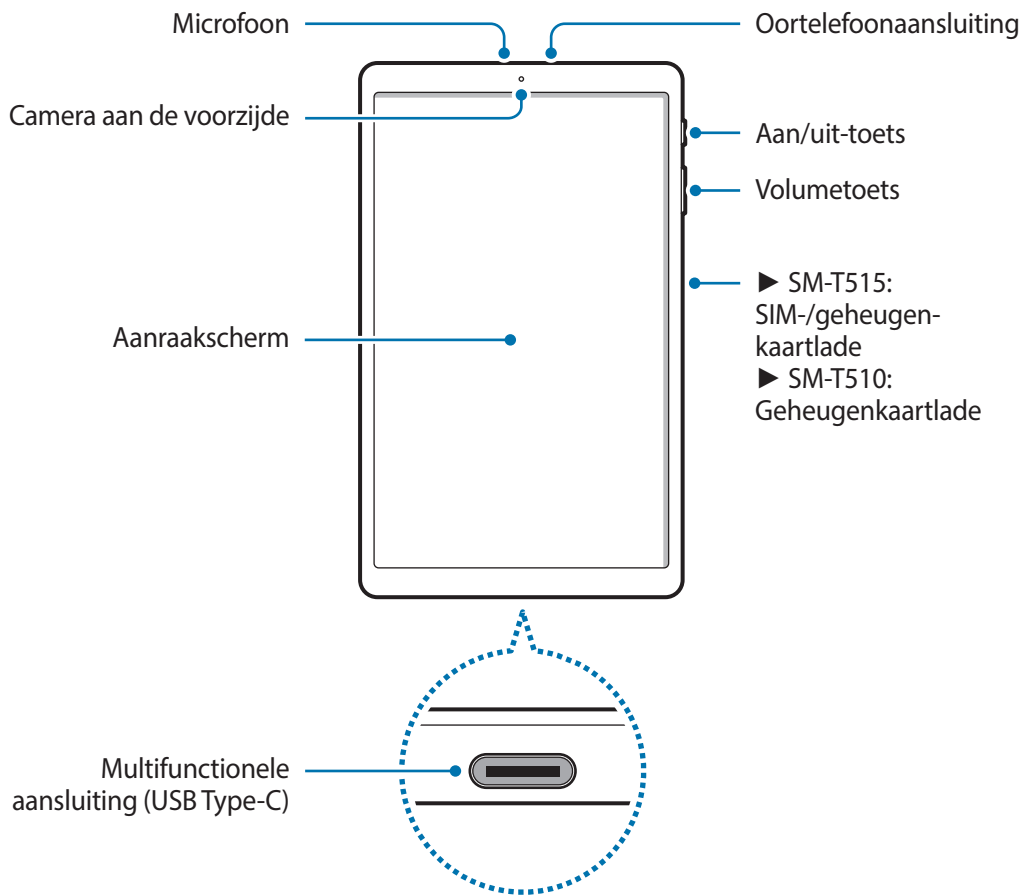 Microfoon
Oortelefoonaansluiting
Camera aan de voorzijde
Aan/uit-toets
Volumetoets
► SM-T515:
SIM-/geheugen-
kaartlade
► SM-T510:
Geheugenkaartlade
Aanraakscherm
Multifunctionele
aansluiting (USB Type-C)